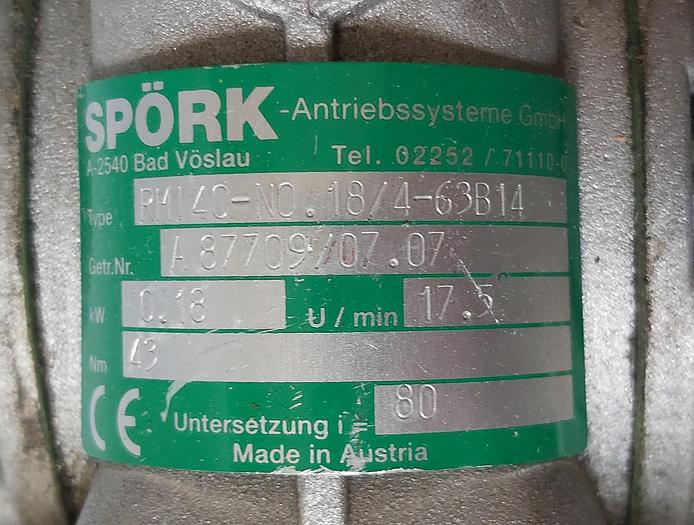 SPÖRK -Antriebssysteme GmbH
A-2540 Bad Vöslau Tel. 02252 / 71110-0
Type RMI40-NO.18/4-63B14
Getr.Nr. A 87709/07.07
kW 0.18 U / min 17.5
Nm 43
CE Untersetzung i = 80
Made in Austria